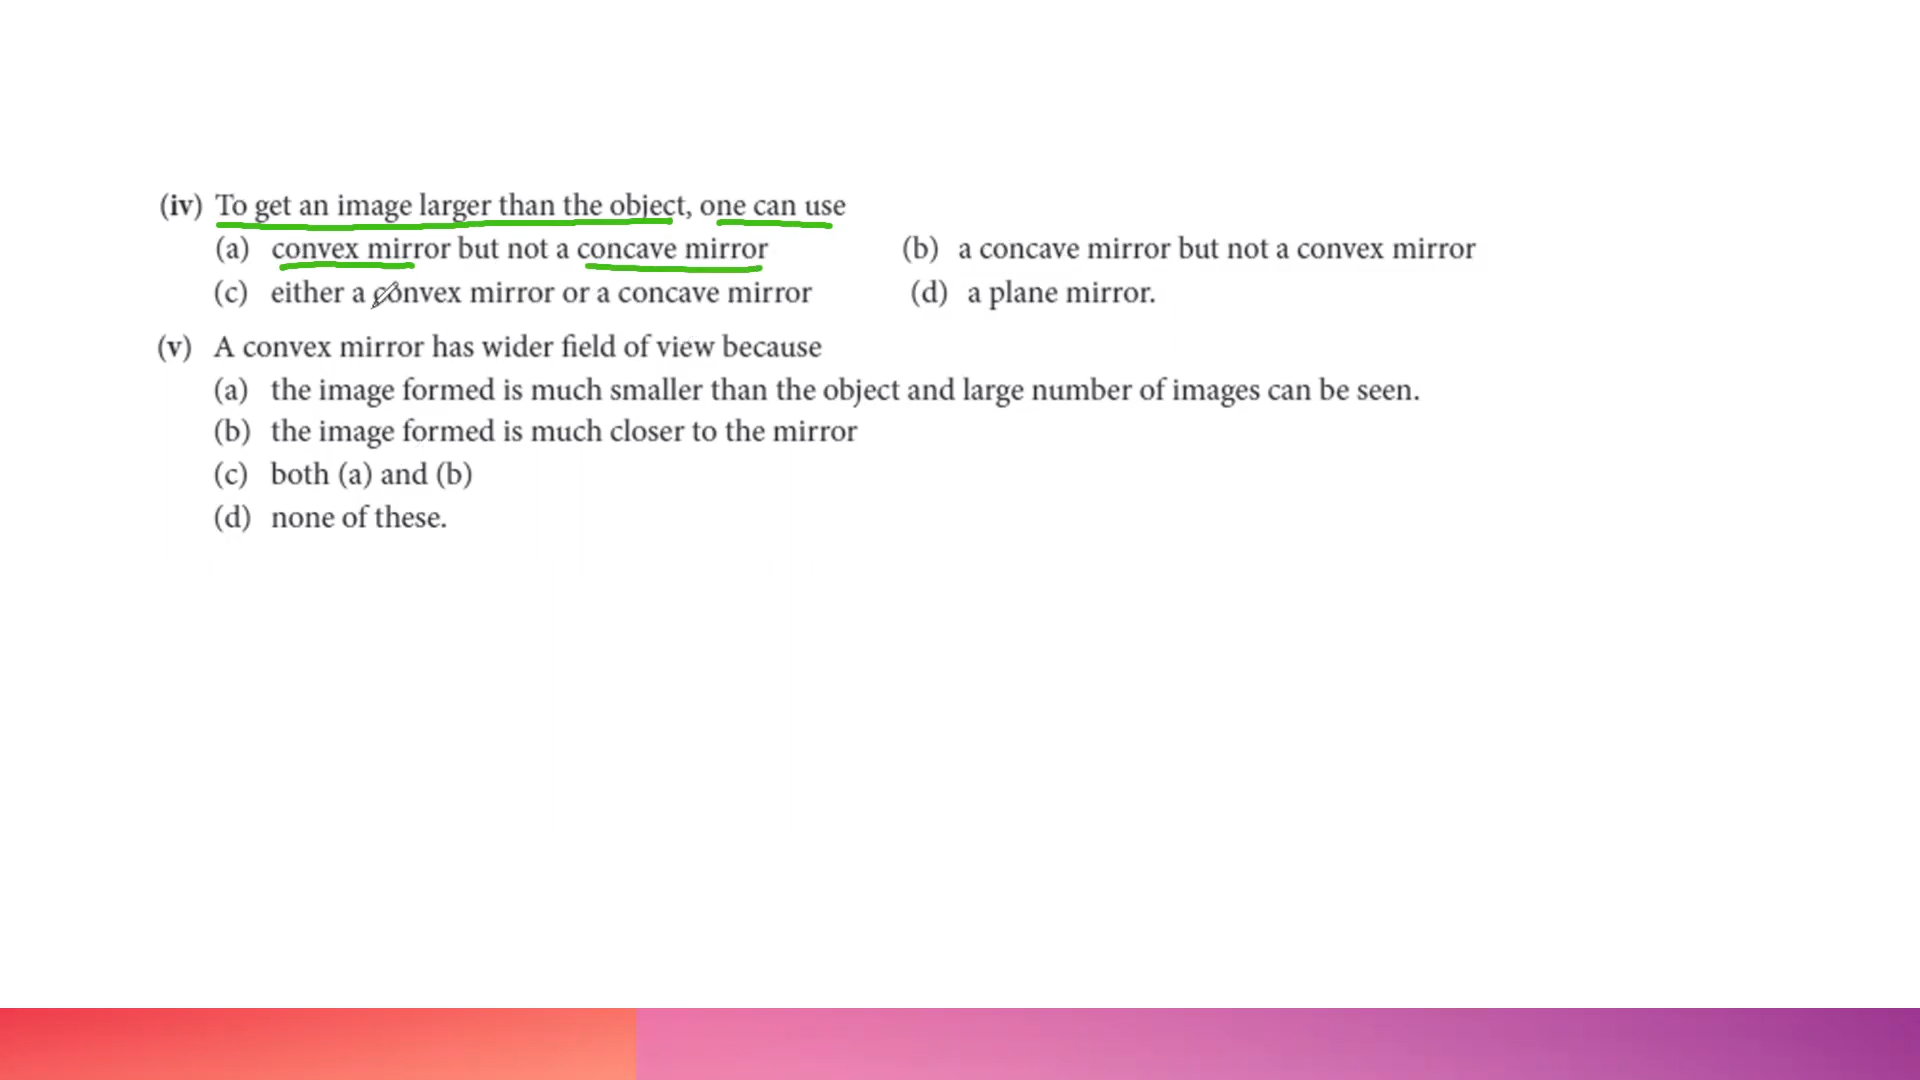 (iv) To get an image larger than the object, one can use
(a) convex mirror but not a concave mirror (b) a concave mirror but not a convex mirror
(c) either a convex mirror or a concave mirror (d) a plane mirror.
(v) A convex mirror has wider field of view because
(a) the image formed is much smaller than the object and large number of images can be seen.
(b) the image formed is much closer to the mirror
(c) both (a) and (b)
(d) none of these.